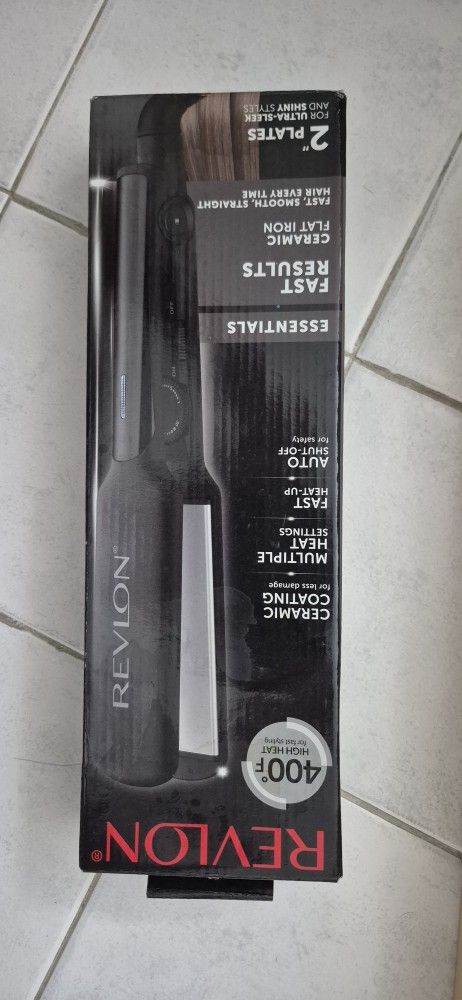 REVLON®
400°F
HIGH HEAT
for fast styling
CERAMIC
COATING
for less damage
MULTIPLE
HEAT
SETTINGS
FAST
HEAT-UP
AUTO
SHUT-OFF
for safety
ESSENTIALS
FAST
RESULTS
CERAMIC
FLAT IRON
FAST, SMOOTH, STRAIGHT
HAIR EVERY TIME
2" PLATES
FOR ULTRA-SLEEK
AND SHINY STYLES
REVLON®
ON
OFF